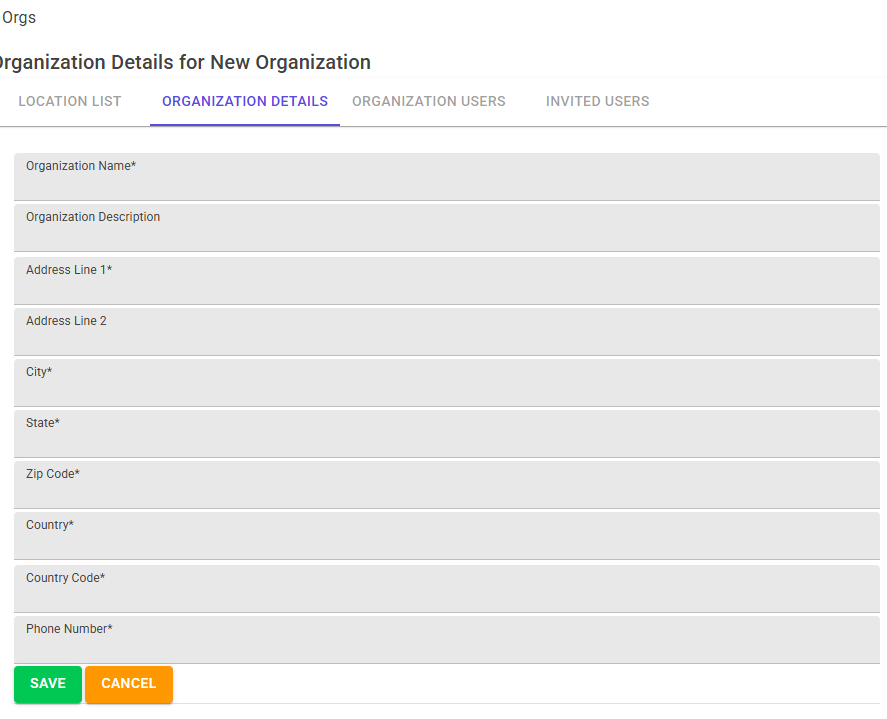 Orgs
Organization Details for New Organization
LOCATION LIST ORGANIZATION DETAILS ORGANIZATION USERS INVITED USERS
Organization Name*
Organization Description
Address Line 1*
Address Line 2
City*
State*
Zip Code*
Country*
Country Code*
Phone Number*
SAVE CANCEL